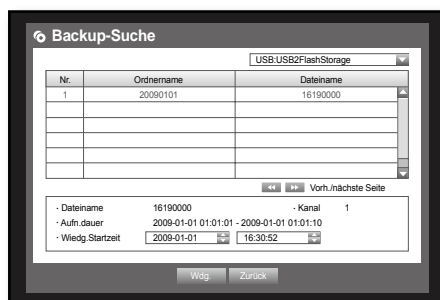 Backup-Suche
USB:USB2FlashStorage
Nr. Ordnername Dateiname
1 20090101 16190000
Vorh./nächste Seite
· Dateiname 16190000 · Kanal 1
· Aufn.dauer 2009-01-01 01:01:01 - 2009-01-01 01:01:10
· Wiedg.Startzeit 2009-01-01 16:30:52
Wdg. Zurück